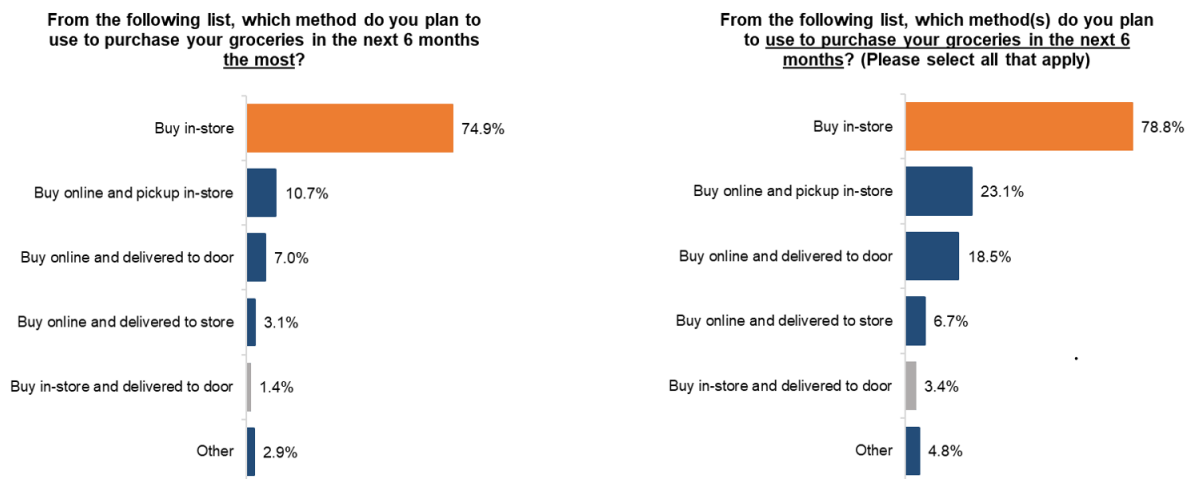 From the following list, which method do you plan to
use to purchase your groceries in the next 6 months
the most?
Buy in-store
74.9%
Buy online and pickup in-store
10.7%
Buy online and delivered to door
7.0%
Buy online and delivered to store
3.1%
Buy in-store and delivered to door
1.4%
Other
2.9%
From the following list, which method(s) do you plan
to use to purchase your groceries in the next 6
months? (Please select all that apply)
Buy in-store
78.8%
Buy online and pickup in-store
23.1%
Buy online and delivered to door
18.5%
Buy online and delivered to store
6.7%
Buy in-store and delivered to door
3.4%
Other
4.8%